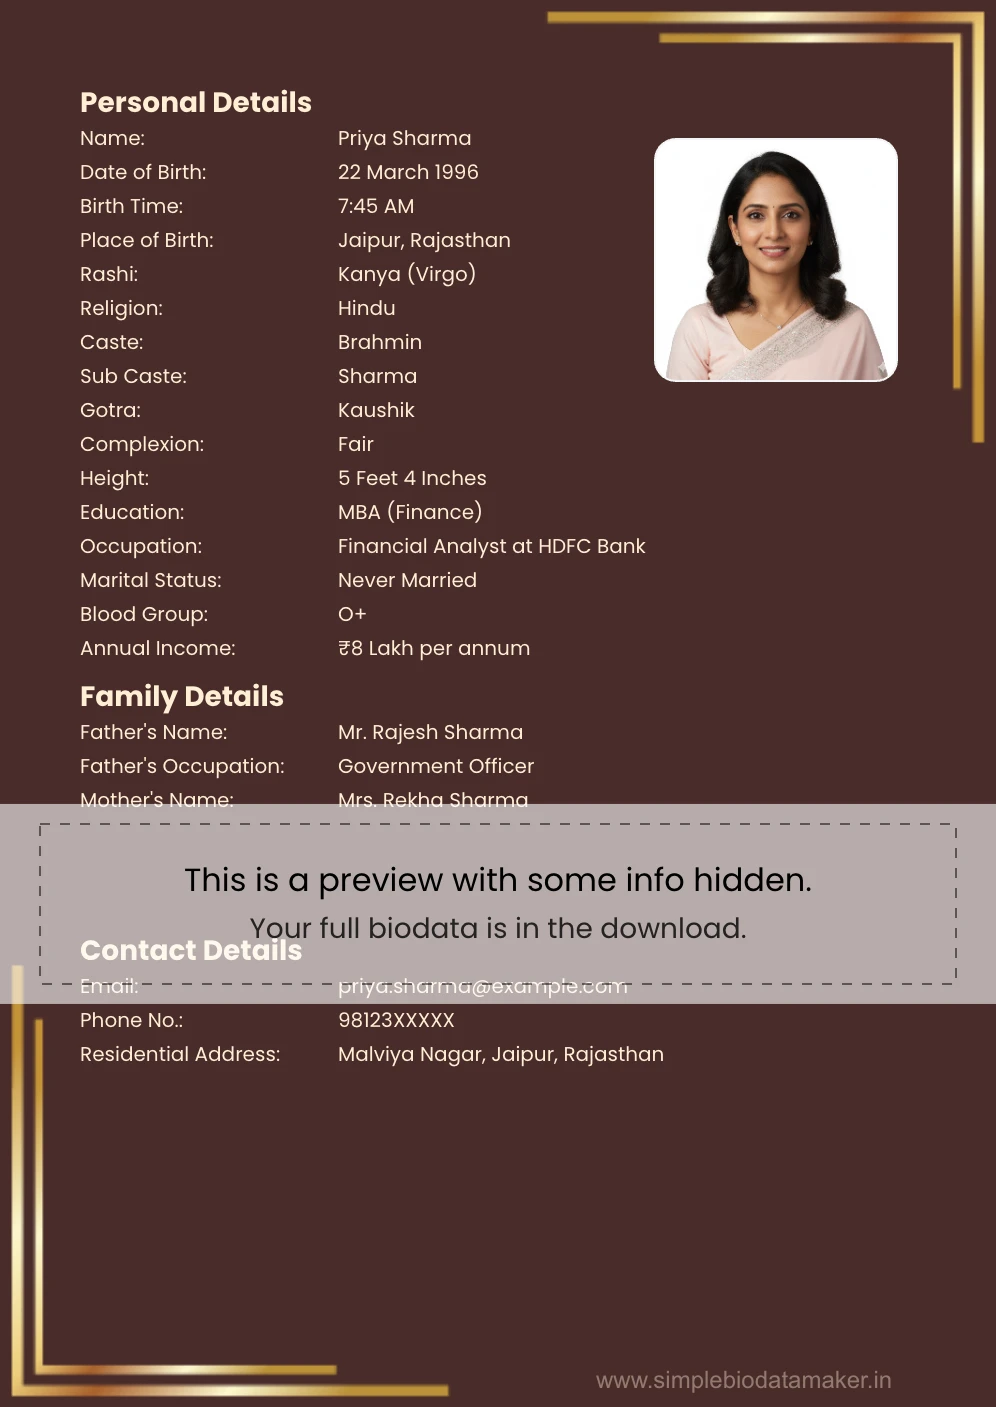 Personal Details
Name: Priya Sharma
Date of Birth: 22 March 1996
Birth Time: 7:45 AM
Place of Birth: Jaipur, Rajasthan
Rashi: Kanya (Virgo)
Religion: Hindu
Caste: Brahmin
Sub Caste: Sharma
Gotra: Kaushik
Complexion: Fair
Height: 5 Feet 4 Inches
Education: MBA (Finance)
Occupation: Financial Analyst at HDFC Bank
Marital Status: Never Married
Blood Group: O+
Annual Income: ₹8 Lakh per annum
Family Details
Father's Name: Mr. Rajesh Sharma
Father's Occupation: Government Officer
Mother's Name: Mrs. Rekha Sharma
This is a preview with some info hidden.
Your full biodata is in the download.
Contact Details
Email: priya.sharma@example.com
Phone No.: 98123XXXXX
Residential Address: Malviya Nagar, Jaipur, Rajasthan
www.simplebiodatamaker.in